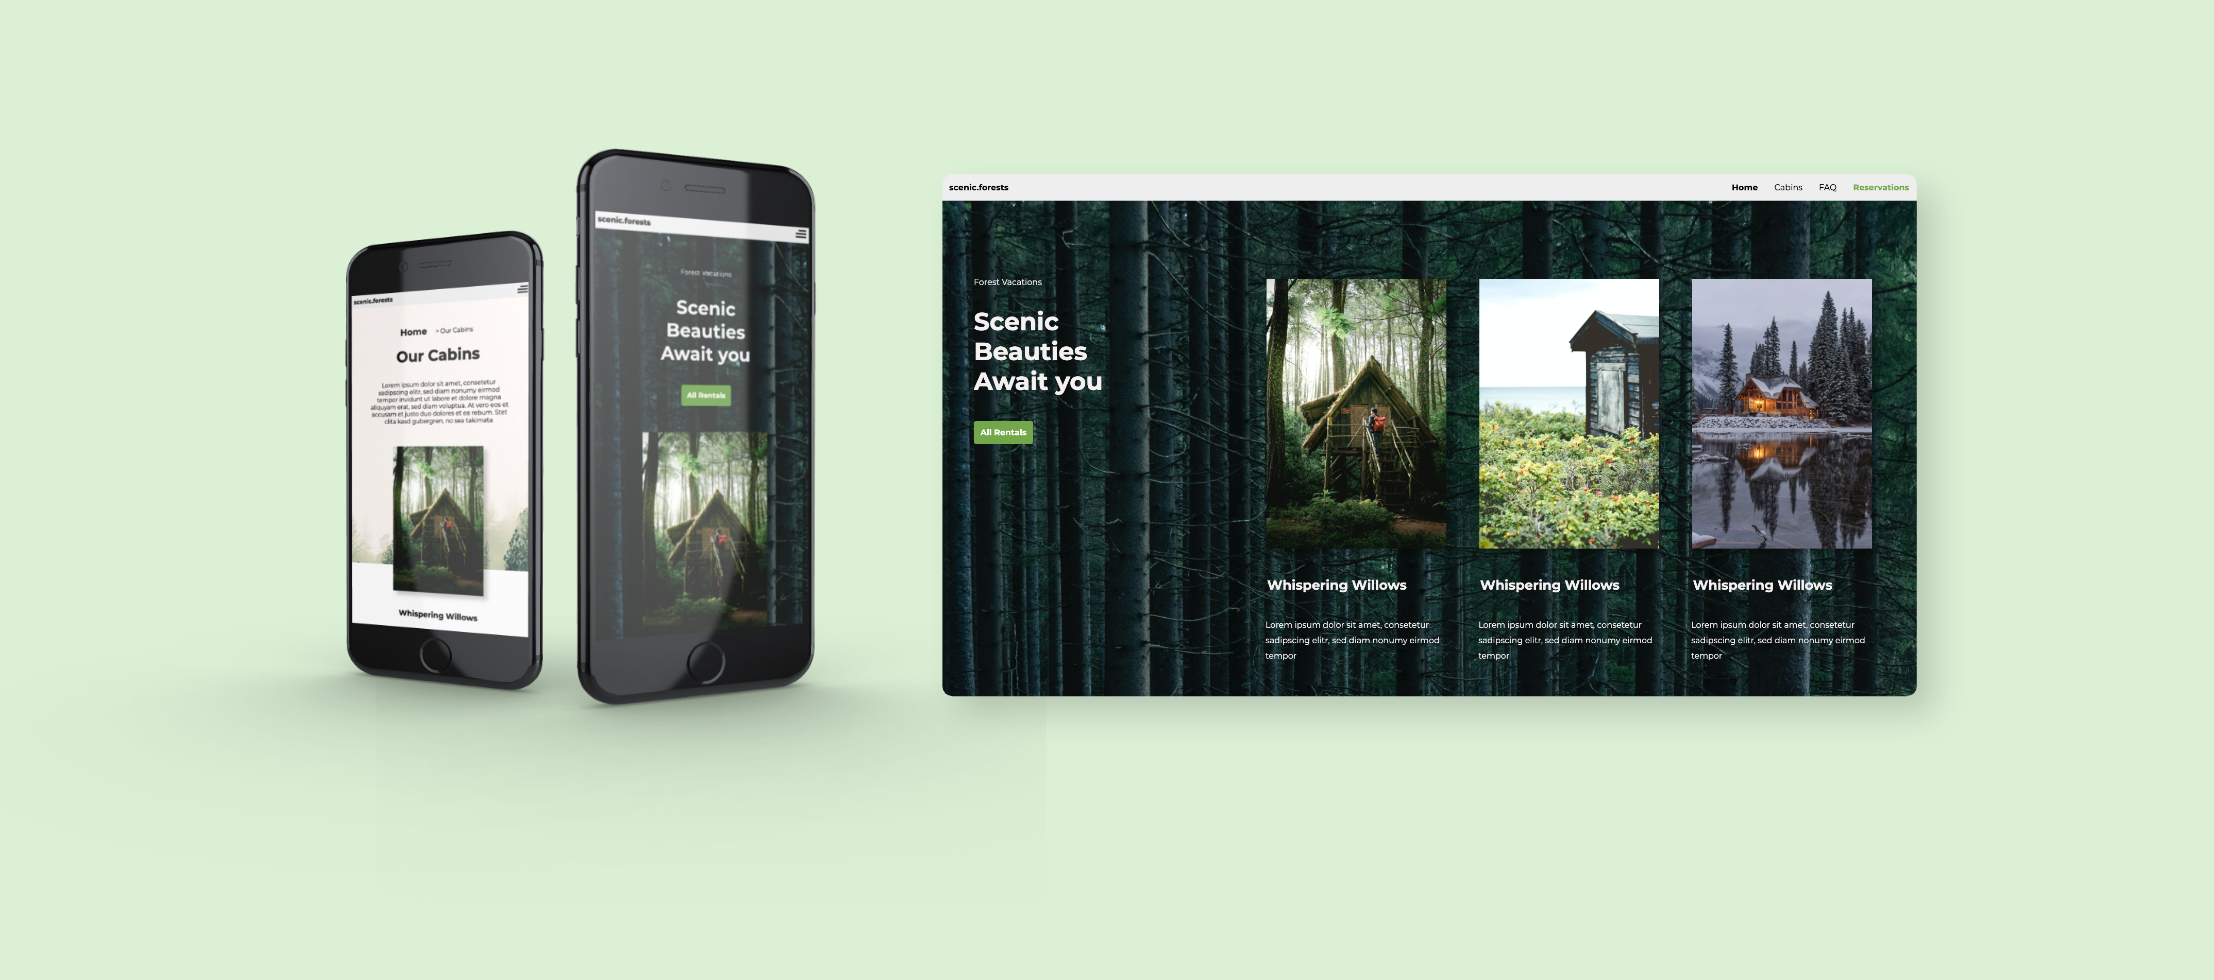 scenic.forests
Home > Our Cabins
Our Cabins
Lorem ipsum dolor sit amet, consetetur
sadipscing elitr, sed diam nonumy eirmod
tempor invidunt ut labore et dolore magna
aliquyam erat, sed diam voluptua. At vero eos et
accusam et justo duo dolores et ea rebum. Stet
clita kasd gubergren, no sea takimata
Whispering Willows
scenic.forests
Forest Vacations
Scenic
Beauties
Await you
All Rentals
scenic.forests
Home Cabins FAQ Reservations
Forest Vacations
Scenic
Beauties
Await you
All Rentals
Whispering Willows
Lorem ipsum dolor sit amet, consetetur
sadipscing elitr, sed diam nonumy eirmod
tempor
Whispering Willows
Lorem ipsum dolor sit amet, consetetur
sadipscing elitr, sed diam nonumy eirmod
tempor
Whispering Willows
Lorem ipsum dolor sit amet, consetetur
sadipscing elitr, sed diam nonumy eirmod
tempor